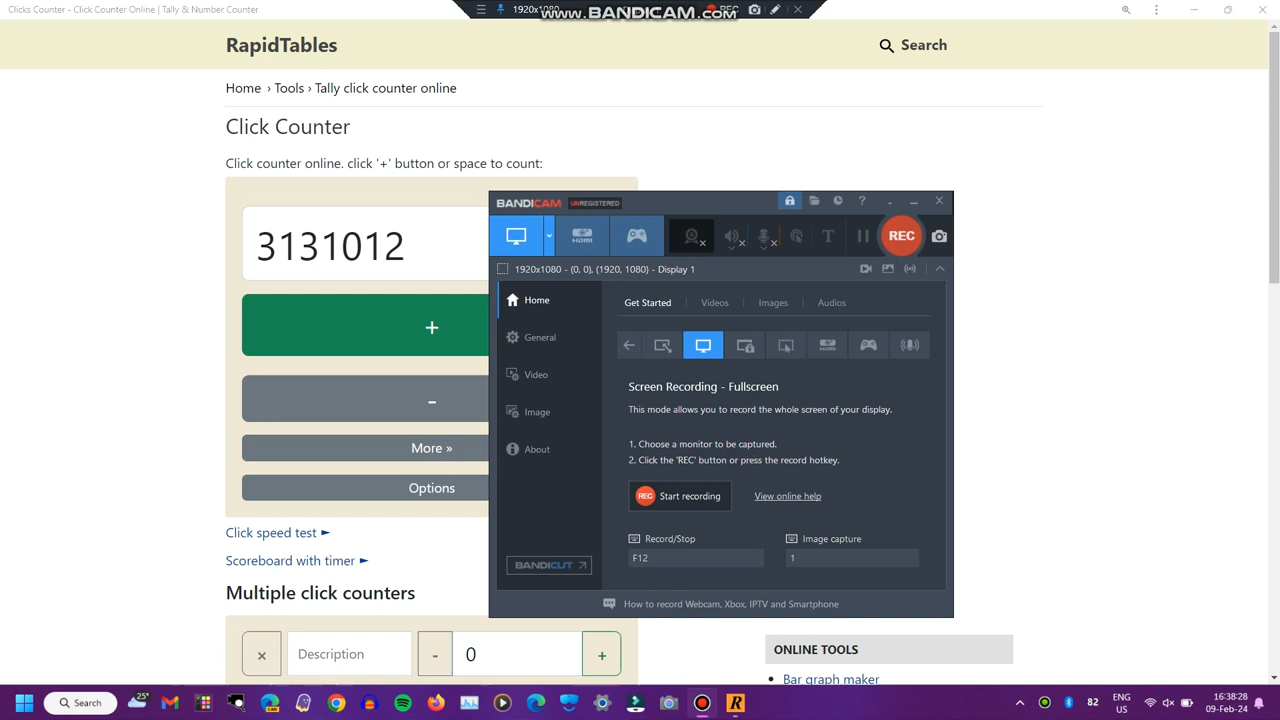 Clicks Counter - Click Counter Online | Tally & Number Counter
1920x1080
REC
www.BANDICAM.com
RapidTables
Search
Home › Tools › Tally click counter online
Click Counter
Click counter online. click '+' button or space to count:
3131012
+
-
More »
Options
Click speed test ►
Scoreboard with timer ►
Multiple click counters
× Description - 0 +
BANDICAM UNREGISTERED
HDMI
T
REC
1920x1080 - (0, 0), (1920, 1080) - Display 1
Home
General
Video
Image
About
BANDICUT
Get Started Videos Images Audios
HDMI
Screen Recording - Fullscreen
This mode allows you to record the whole screen of your display.
1. Choose a monitor to be captured.
2. Click the 'REC' button or press the record hotkey.
REC Start recording View online help
Record/Stop Image capture
F12 1
How to record Webcam, Xbox, IPTV and Smartphone
ONLINE TOOLS
• Bar graph maker
Search
25°
R
82
ENG
US
16:38:28
09-Feb-24